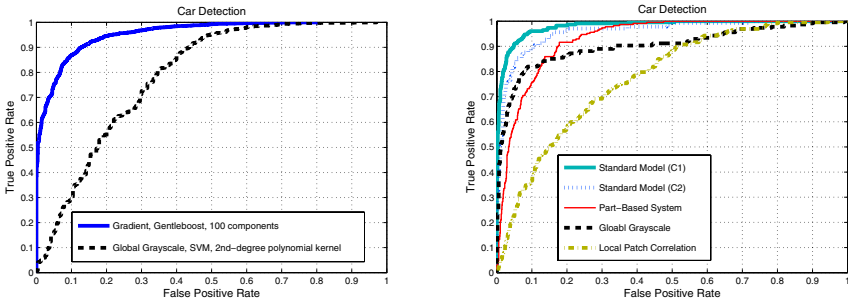 Car Detection
True Positive Rate
1
0.9
0.8
0.7
0.6
0.5
0.4
0.3
0.2
0.1
0
Gradient, Gentleboost, 100 components
Global Grayscale, SVM, 2nd-degree polynomial kernel
0 0.1 0.2 0.3 0.4 0.5 0.6 0.7 0.8 0.9 1
False Positive Rate
Car Detection
True Positive Rate
1
0.9
0.8
0.7
0.6
0.5
0.4
0.3
0.2
0.1
0
Standard Model (C1)
Standard Model (C2)
Part-Based System
Gloabl Grayscale
Local Patch Correlation
0 0.1 0.2 0.3 0.4 0.5 0.6 0.7 0.8 0.9 1
False Positive Rate